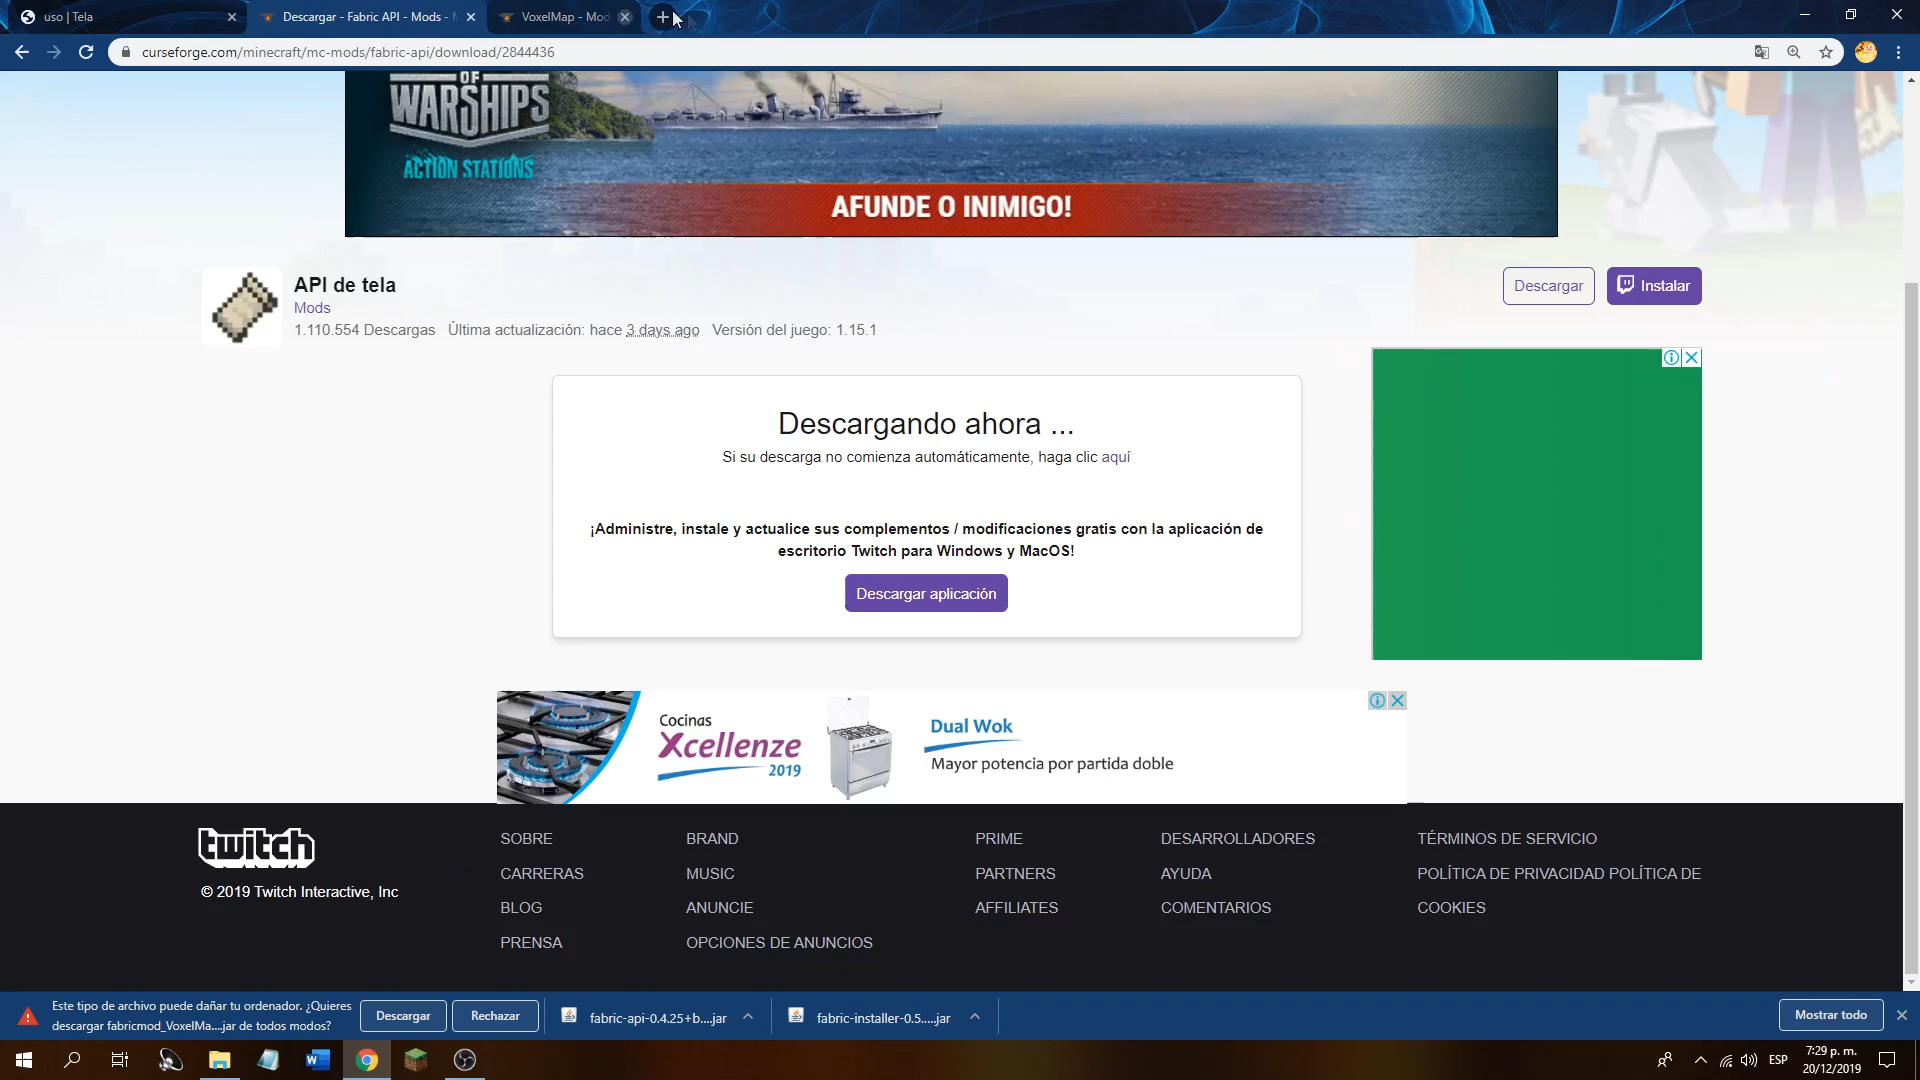 uso | Tela
Descargar - Fabric API - Mods -
VoxelMap - Mod
curseforge.com/minecraft/mc-mods/fabric-api/download/2844436
OF
WARSHIPS
ACTION STATIONS
AFUNDE O INIMIGO!
API de tela
Mods
1.110.554 Descargas Última actualización: hace 3 days ago Versión del juego: 1.15.1
Descargar
Instalar
Descargando ahora ...
Si su descarga no comienza automáticamente, haga clic aquí
¡Administre, instale y actualice sus complementos / modificaciones gratis con la aplicación de
escritorio Twitch para Windows y MacOS!
Descargar aplicación
Cocinas
Xcellenze
2019
Dual Wok
Mayor potencia por partida doble
twitch
© 2019 Twitch Interactive, Inc
SOBRE
CARRERAS
BLOG
PRENSA
BRAND
MUSIC
ANUNCIE
OPCIONES DE ANUNCIOS
PRIME
PARTNERS
AFFILIATES
DESARROLLADORES
AYUDA
COMENTARIOS
TÉRMINOS DE SERVICIO
POLÍTICA DE PRIVACIDAD POLÍTICA DE
COOKIES
Este tipo de archivo puede dañar tu ordenador. ¿Quieres
descargar fabricmod_VoxelMa....jar de todos modos?
Descargar
Rechazar
fabric-api-0.4.25+b....jar
fabric-installer-0.5.....jar
Mostrar todo
ESP
7:29 p. m.
20/12/2019